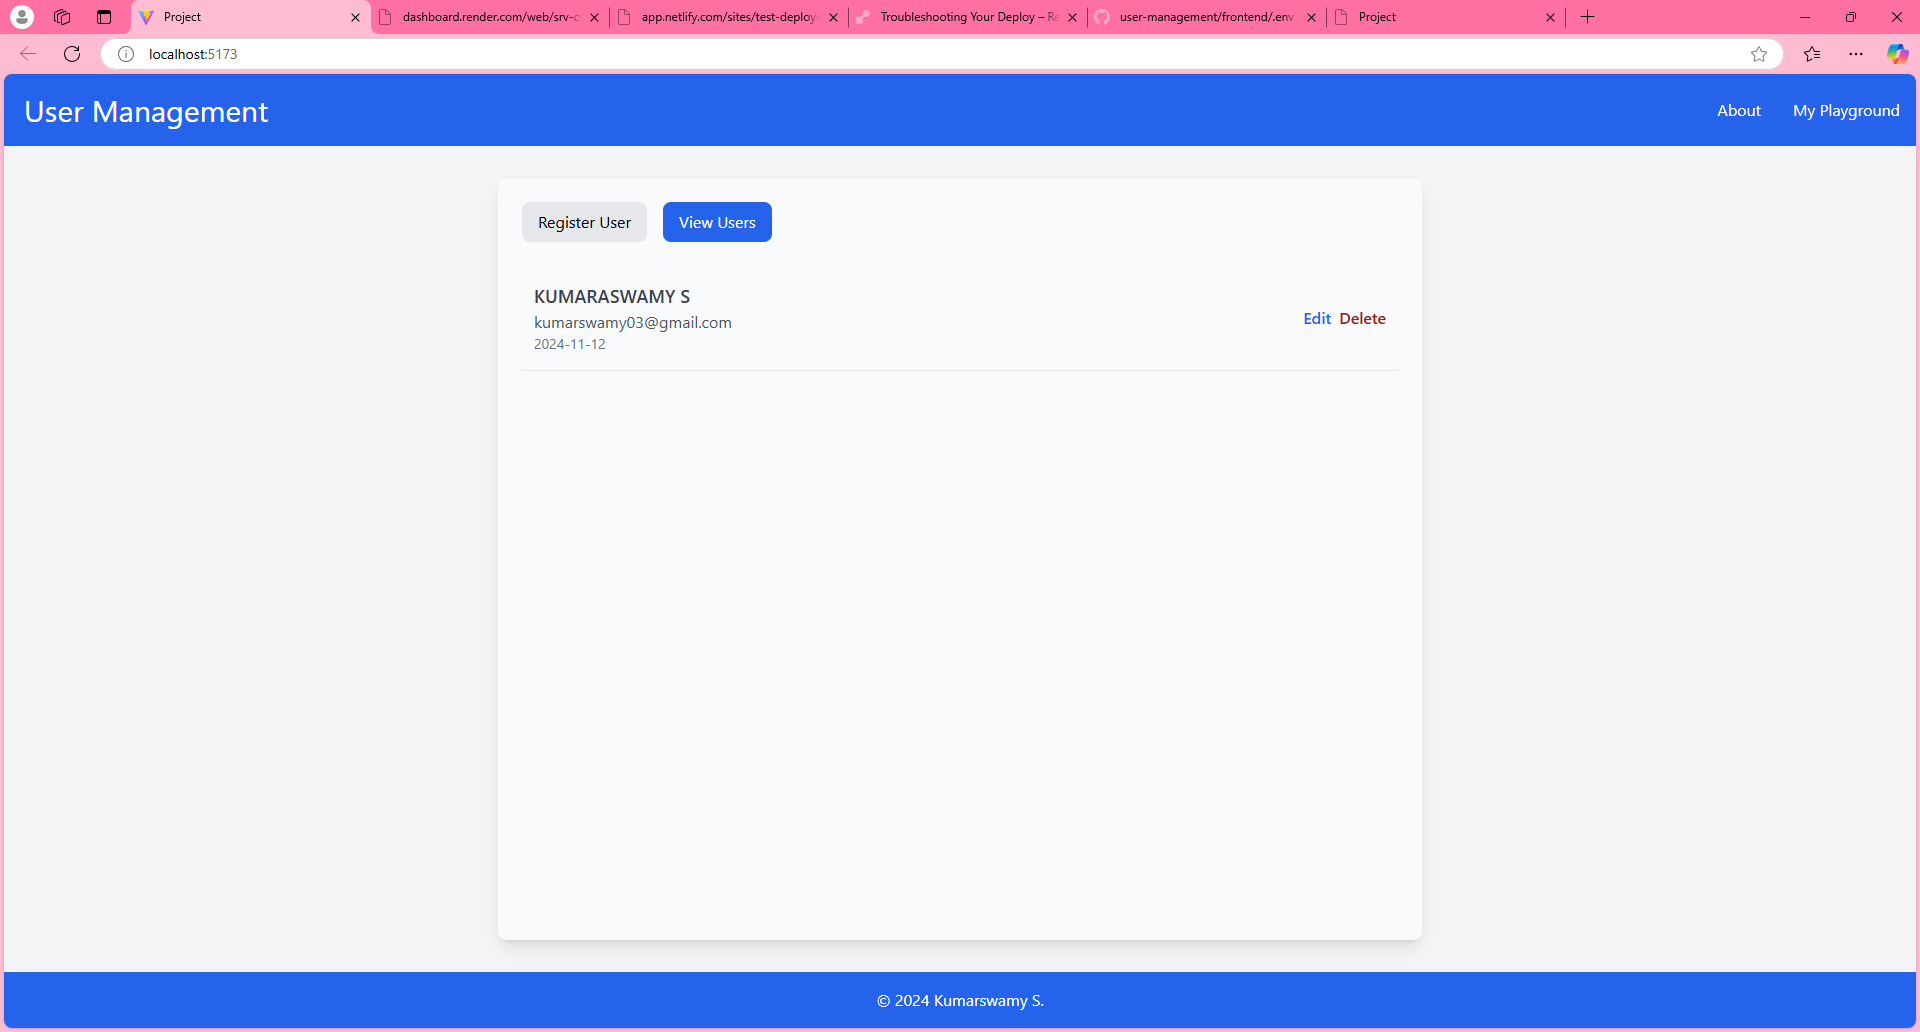 Project
dashboard.render.com/web/srv-c
app.netlify.com/sites/test-deploy-
Troubleshooting Your Deploy – Re
user-management/frontend/.env
Project
localhost:5173
User Management
About
My Playground
Register User
View Users
KUMARASWAMY S
kumarswamy03@gmail.com
2024-11-12
Edit Delete
© 2024 Kumarswamy S.